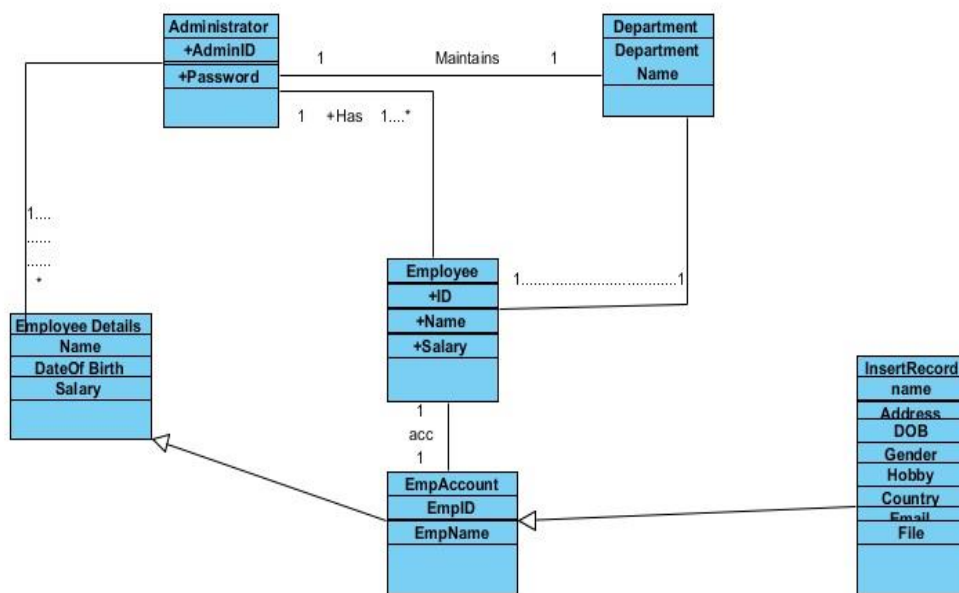 Administrator
+AdminID
+Password
Department
Department
Name
1 Maintains 1
1 +Has 1....*
1....
......
......
*
Employee
+ID
+Name
+Salary
1..................................1
Employee Details
Name
DateOf Birth
Salary
InsertRecord
name
Address
DOB
Gender
Hobby
Country
Email
File
1
acc
1
EmpAccount
EmpID
EmpName